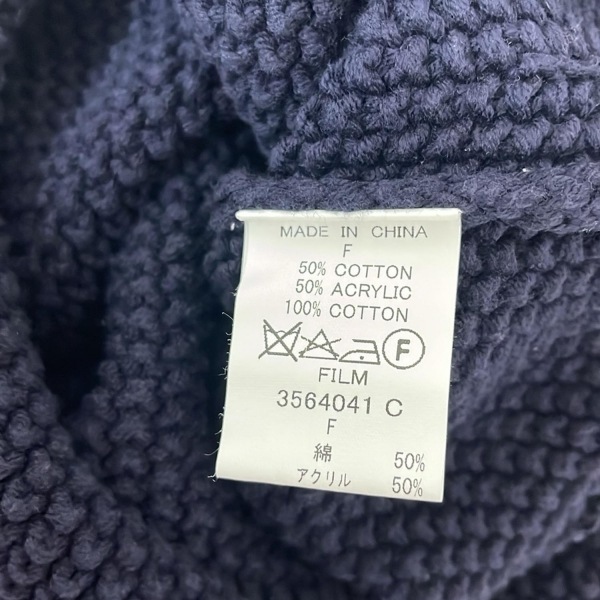 MADE IN CHINA
F
50% COTTON
50% ACRYLIC
100% COTTON
F
FILM
3564041 C
F
綿 50%
アクリル 50%